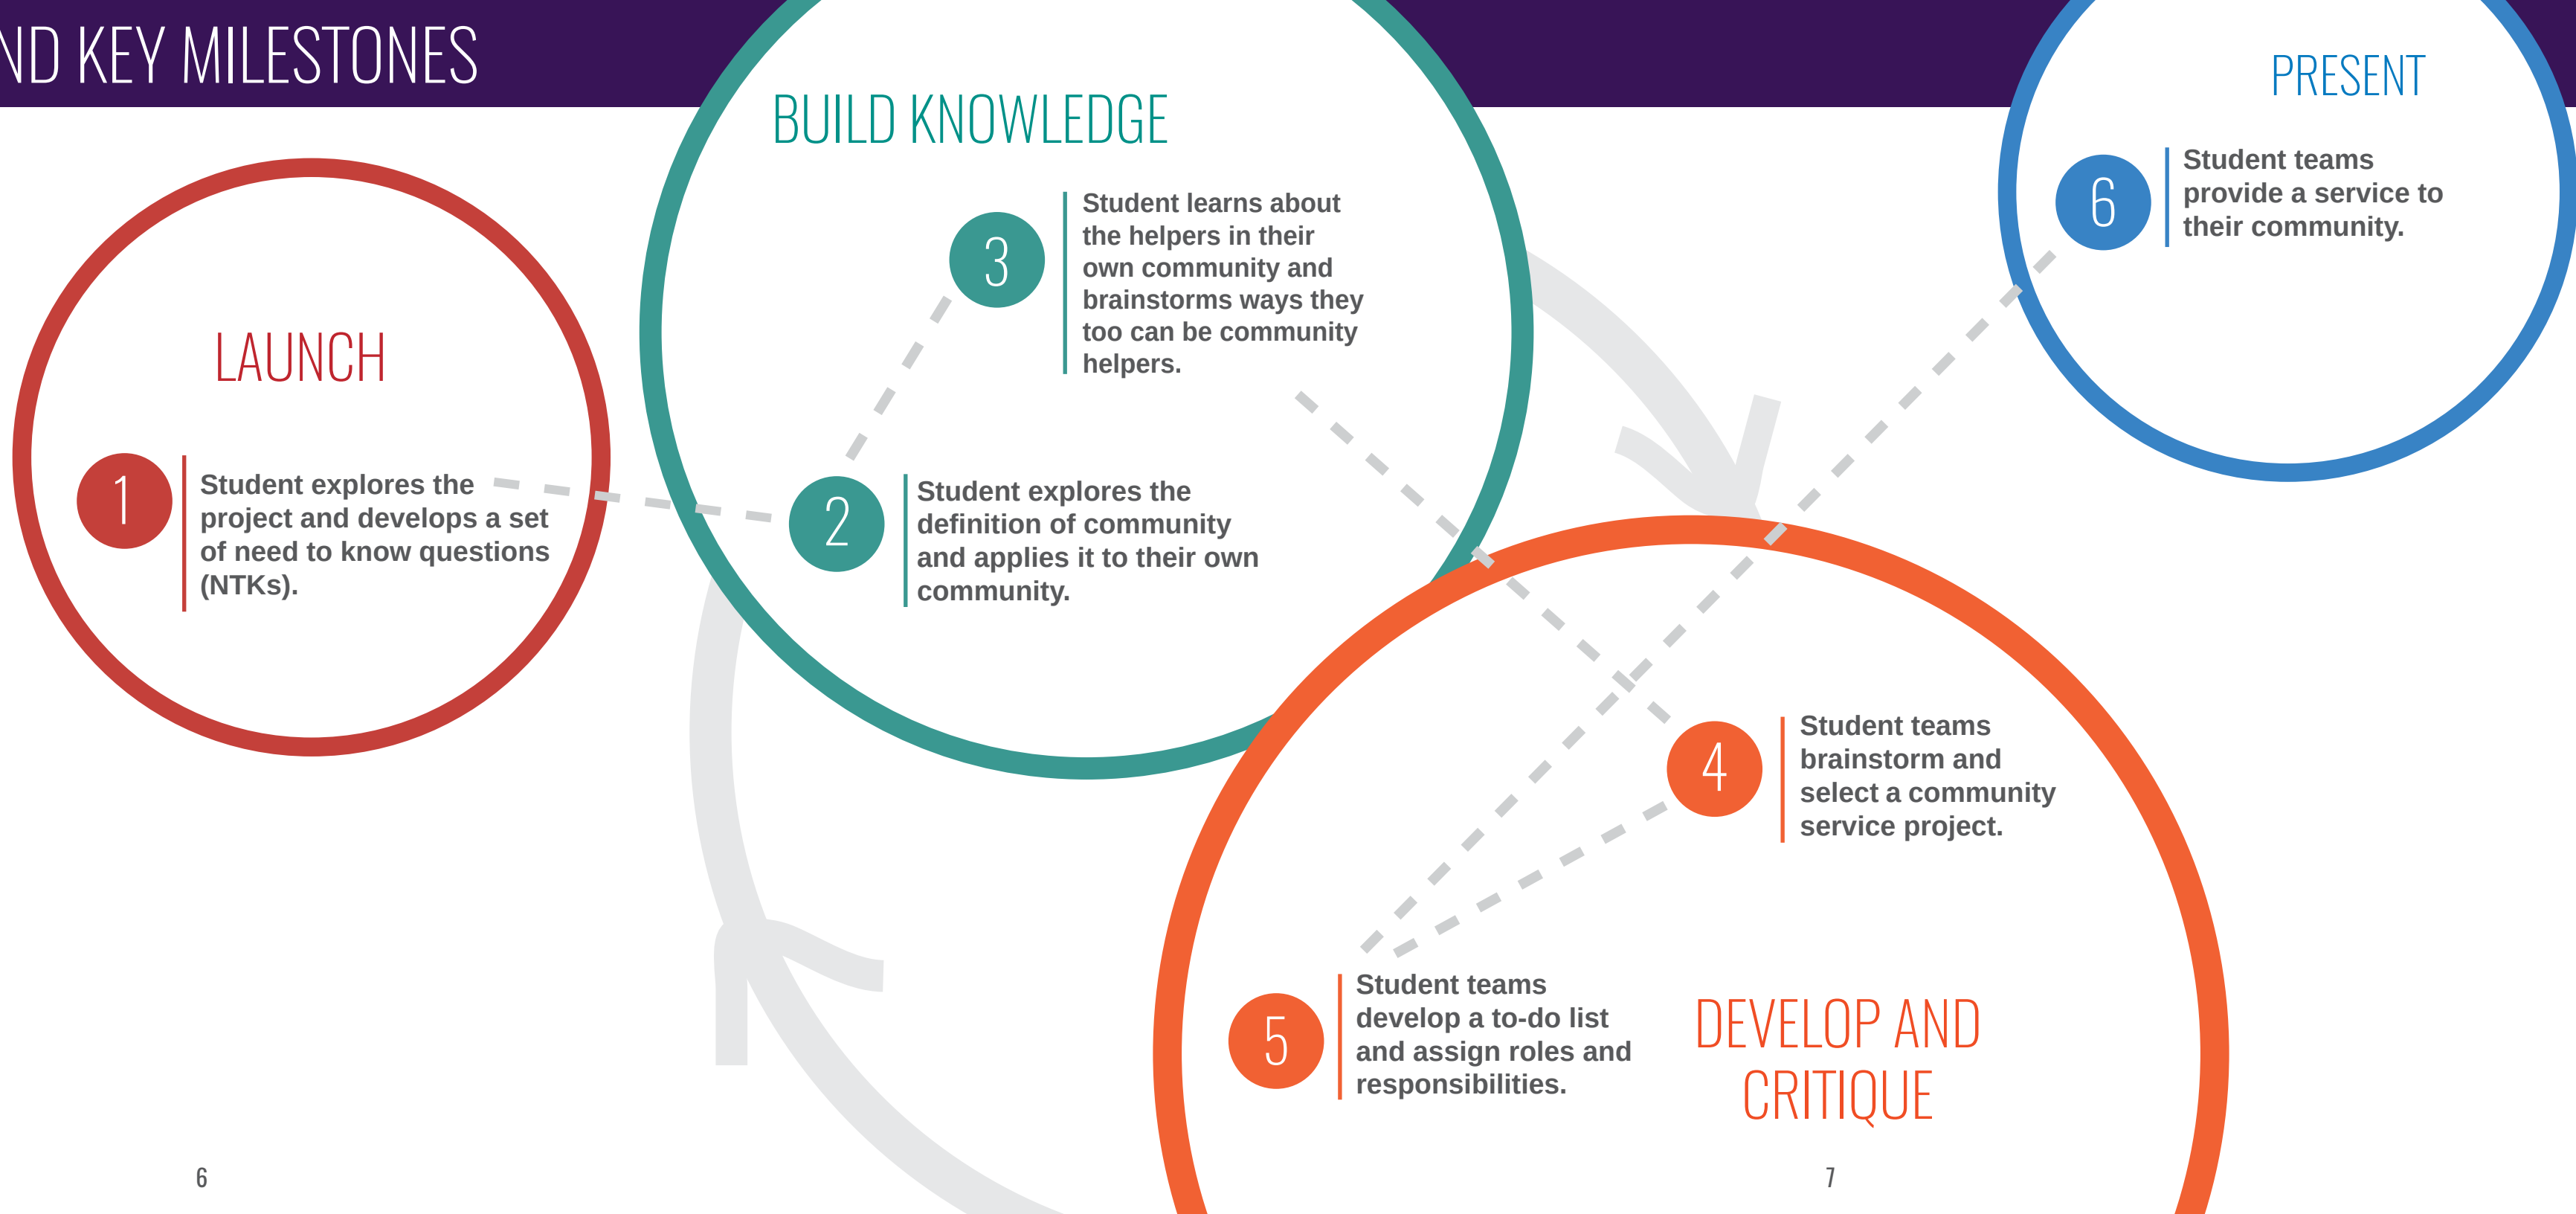 ND KEY MILESTONES
LAUNCH
1
Student explores the
project and develops a set
of need to know questions
(NTKs).
BUILD KNOWLEDGE
3
Student learns about
the helpers in their
own community and
brainstorms ways they
too can be community
helpers.
2
Student explores the
definition of community
and applies it to their own
community.
PRESENT
6
Student teams
provide a service to
their community.
4
Student teams
brainstorm and
select a community
service project.
5
Student teams
develop a to-do list
and assign roles and
responsibilities.
DEVELOP AND
CRITIQUE
6
7